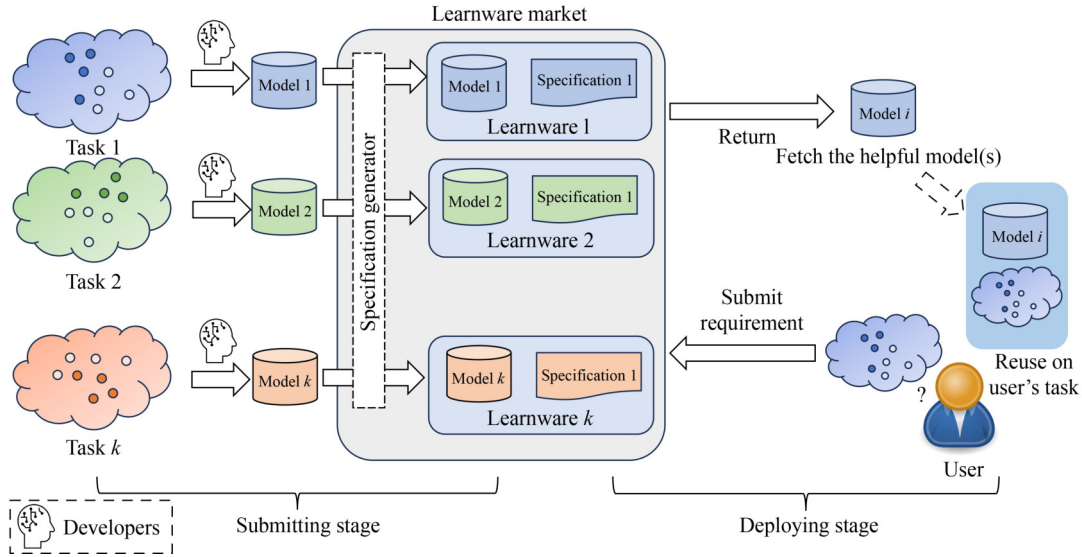 Learnware market
Task 1
Model 1
Model 1
Specification 1
Learnware 1
Return
Model i
Fetch the helpful model(s)
Task 2
Model 2
Specification generator
Model 2
Specification 1
Learnware 2
Model i
Submit
requirement
Reuse on
user's task
Task k
Model k
Model k
Specification 1
Learnware k
?
User
Developers
Submitting stage
Deploying stage